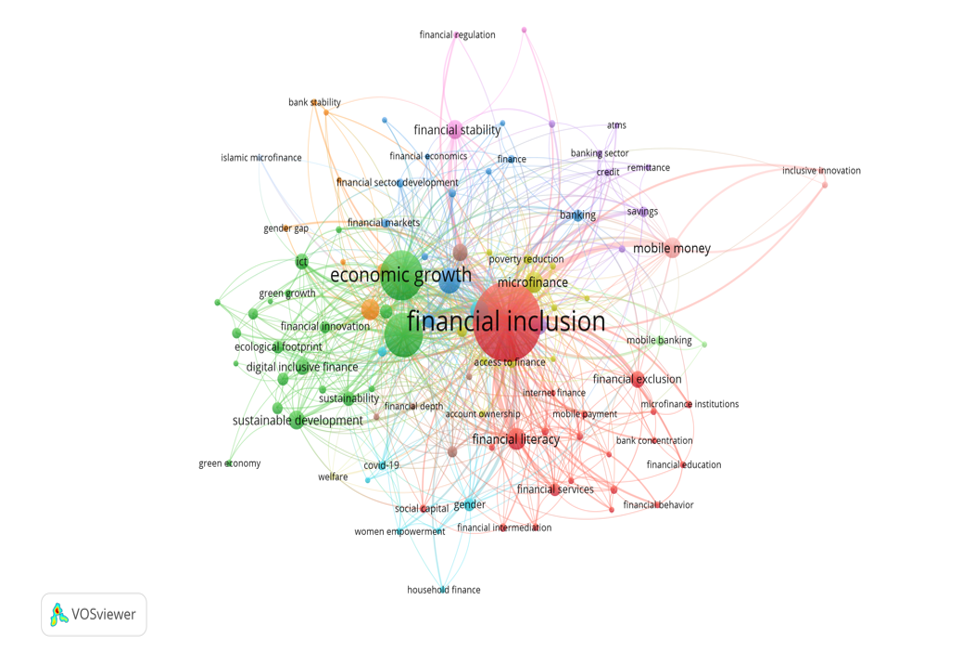 financial regulation
bank stability
atms
financial stability
banking sector
islamic microfinance
financial economics
finance
remittance
inclusive innovation
credit
financial sector development
savings
banking
financial markets
gender gap
mobile money
poverty reduction
ict
economic growth
microfinance
green growth
financial inclusion
financial innovation
mobile banking
ecological footprint
access to finance
digital inclusive finance
financial exclusion
internet finance
sustainability
microfinance institutions
financial depth
account ownership
mobile payment
sustainable development
financial literacy
bank concentration
green economy
covid-19
financial education
welfare
financial services
gender
financial behavior
social capital
women empowerment
financial intermediation
household finance
VOSviewer